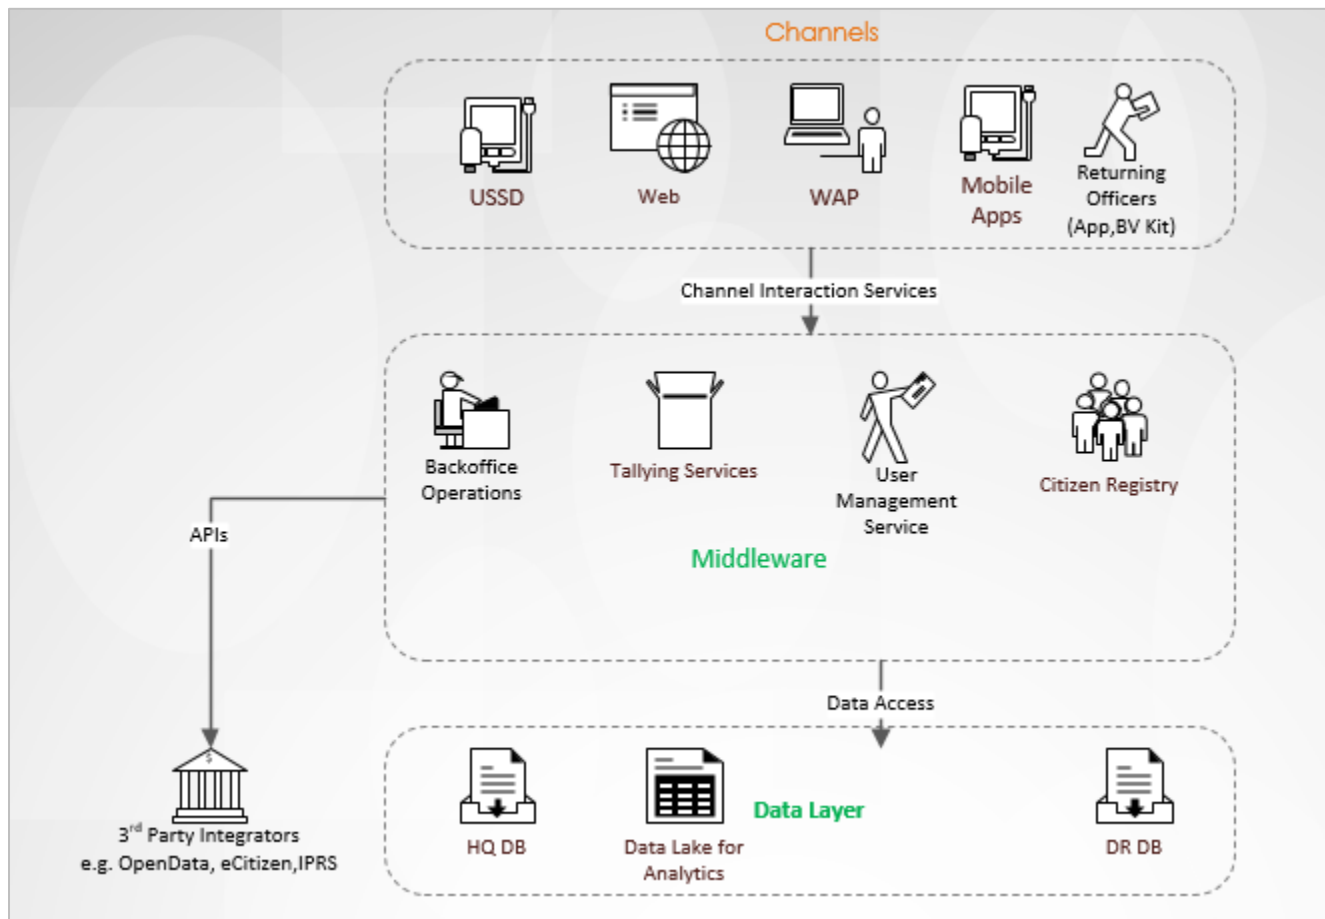 Channels
USSD
Web
WAP
Mobile
Apps
Returning
Officers
(App,BV Kit)
Channel Interaction Services
Backoffice
Operations
Tallying Services
User
Management
Service
Citizen Registry
APIs
Middleware
Data Access
3rd Party Integrators
e.g. OpenData, eCitizen,IPRS
HQ DB
Data Lake for
Analytics
Data Layer
DR DB